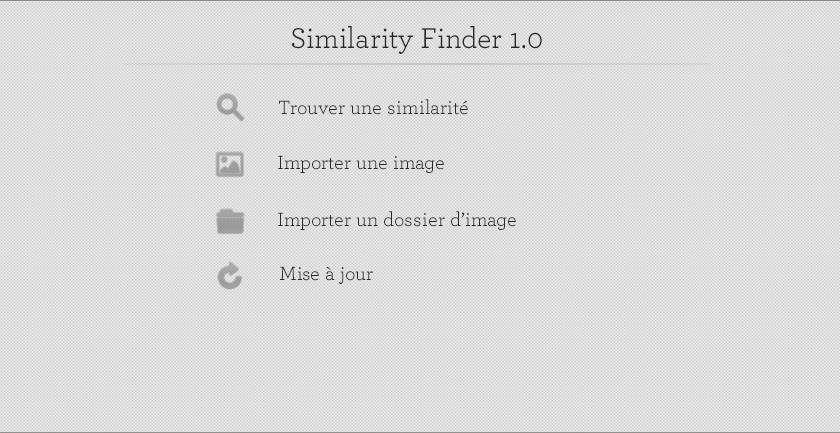 Similarity Finder 1.0
Trouver une similarité
Importer une image
Importer un dossier d’image
Mise à jour